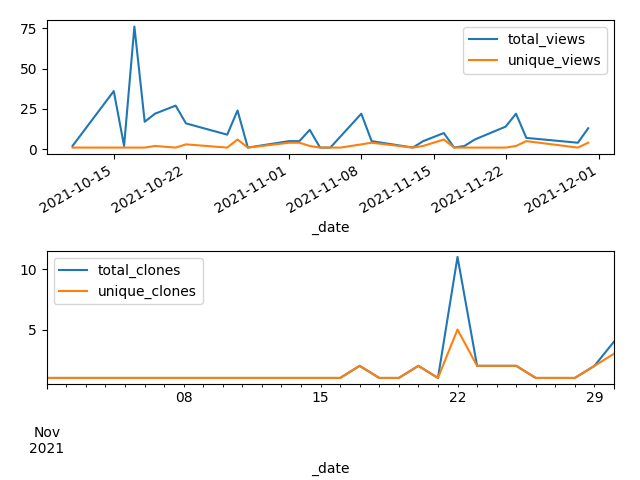 75
50
25
0
total_views
unique_views
2021-10-15
2021-10-22
2021-11-01
2021-11-08
2021-11-15
2021-11-22
2021-12-01
_date
10
5
total_clones
unique_clones
08
15
22
29
Nov
2021
_date